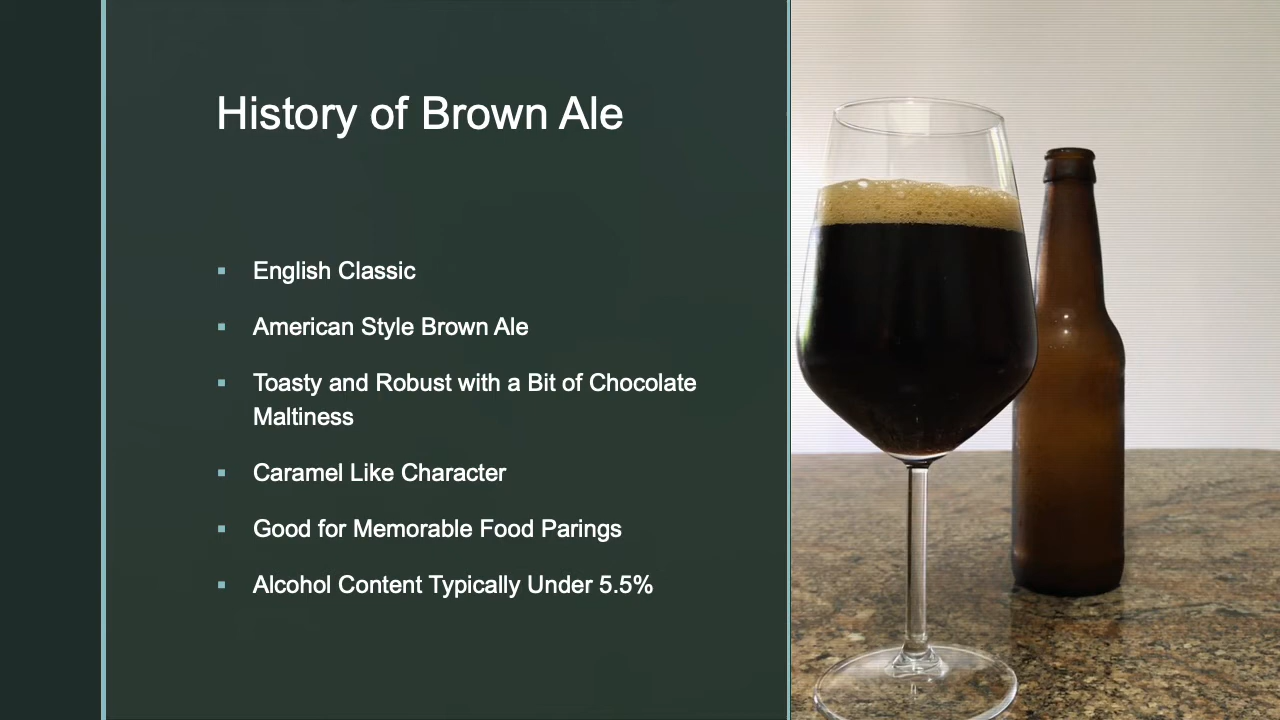 History of Brown Ale
English Classic
American Style Brown Ale
Toasty and Robust with a Bit of Chocolate
Maltiness
Caramel Like Character
Good for Memorable Food Parings
Alcohol Content Typically Under 5.5%